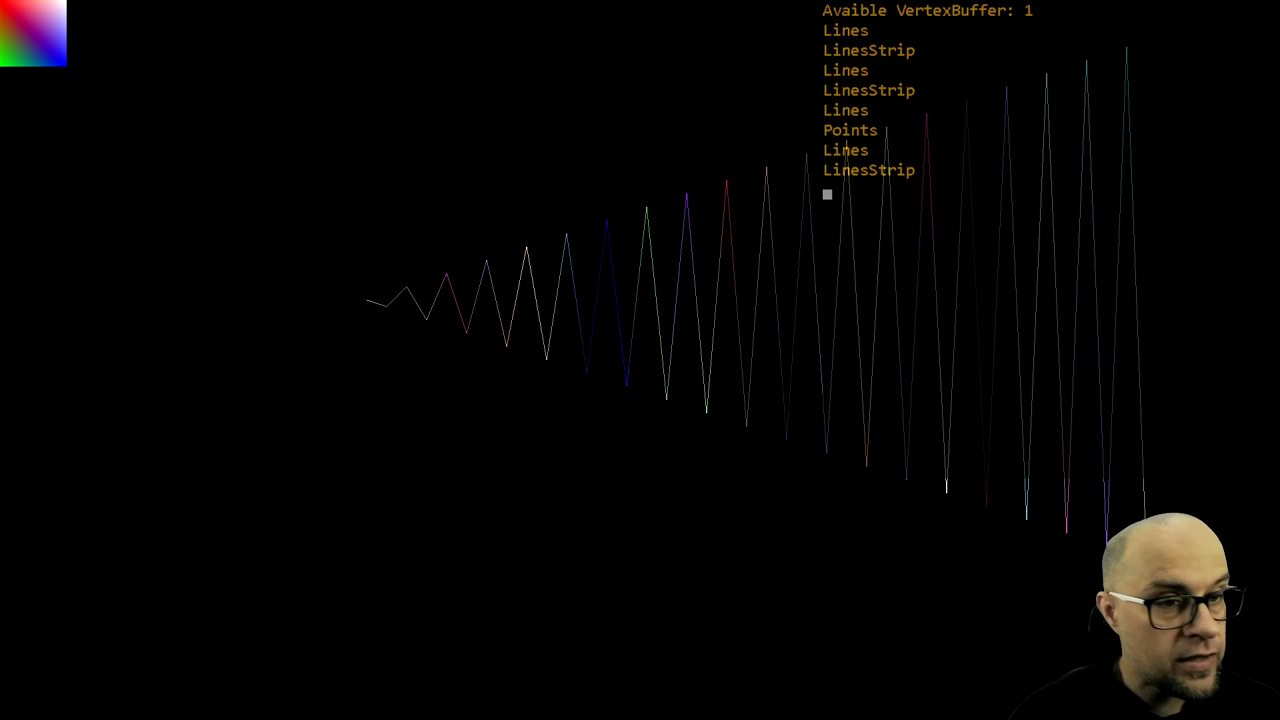 Avaible VertexBuffer: 1
Lines
LinesStrip
Lines
LinesStrip
Lines
Points
Lines
LinesStrip